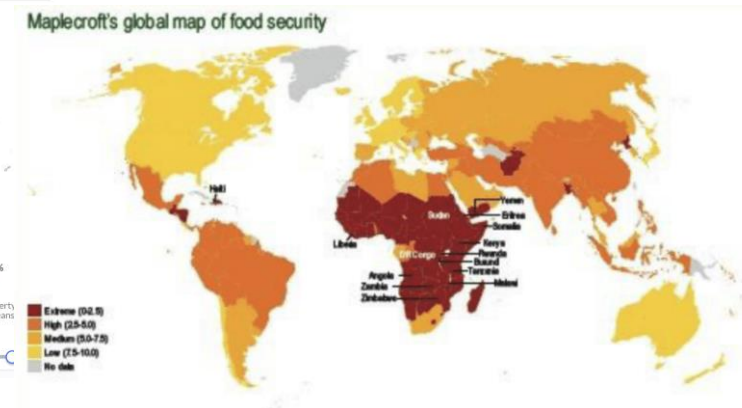 Maplecroft's global map of food security
Haiti
Yemen
Sudan
Eritrea
Somalia
Liberia
Kenya
DR Congo
Rwanda
Burundi
Angola
Tanzania
Zambia
Malawi
Zimbabwe
Extreme (0-2.5)
High (2.5-5.0)
Medium (5.0-7.5)
Low (7.5-10.0)
No data